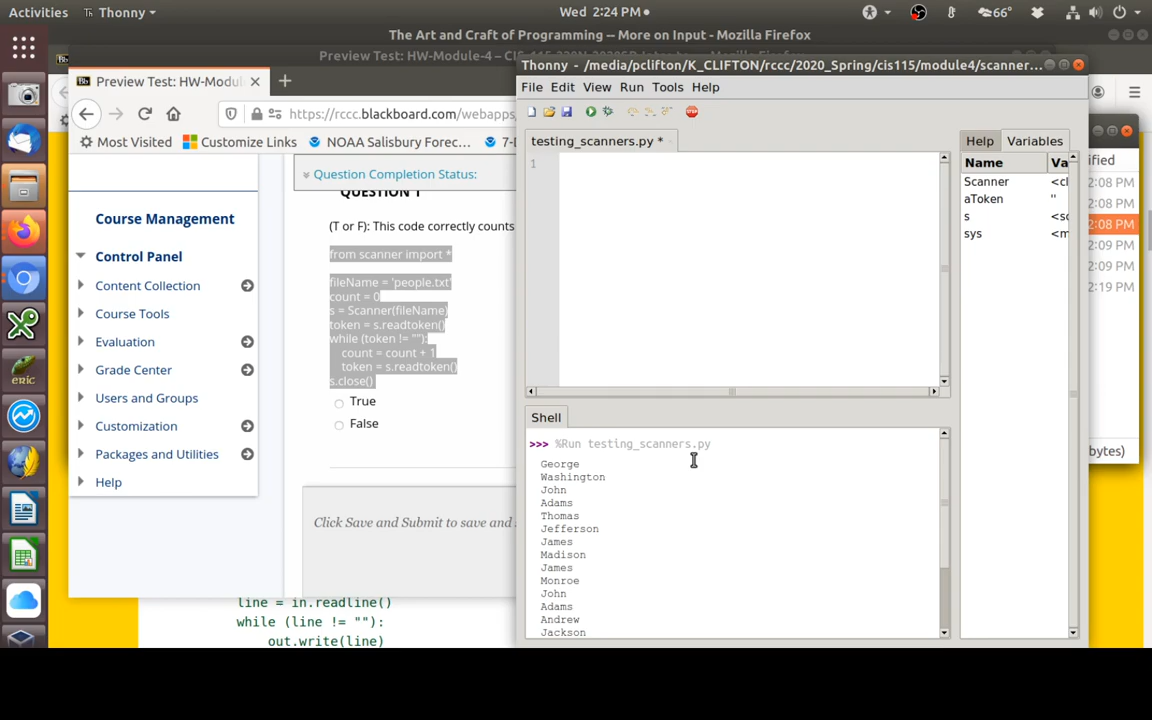 Activities Thonny Wed 2:24 PM 66°
The Art and Craft of Programming -- More on Input - Mozilla Firefox
Preview Test: HW-Module-4 –
Preview Test: HW-Modul
Thonny - /media/pclifton/K_CLIFTON/rccc/2020_Spring/cis115/module4/scanner...
File Edit View Run Tools Help
https://rccc.blackboard.com/webapps
Most Visited Customize Links NOAA Salisbury Forec... 7-D
testing_scanners.py *
1
Help Variables
Name Va
Scanner <cl
aToken ''
s <sc
sys <m
ified
2:08 PM
2:08 PM
2:08 PM
2:09 PM
2:09 PM
2:19 PM
bytes)
Course Management
Control Panel
Content Collection
Course Tools
Evaluation
Grade Center
Users and Groups
Customization
Packages and Utilities
Help
eric
Question Completion Status:
QUESTION 1
(T or F): This code correctly counts
from scanner import *
fileName = 'people.txt'
count = 0
s = Scanner(fileName)
token = s.readtoken()
while (token != ""):
count = count + 1
token = s.readtoken()
s.close()
True
False
Click Save and Submit to save and s
line = in.readline()
while (line != ""):
out.write(line)
Shell
>>> %Run testing_scanners.py
George
Washington
John
Adams
Thomas
Jefferson
James
Madison
James
Monroe
John
Adams
Andrew
Jackson